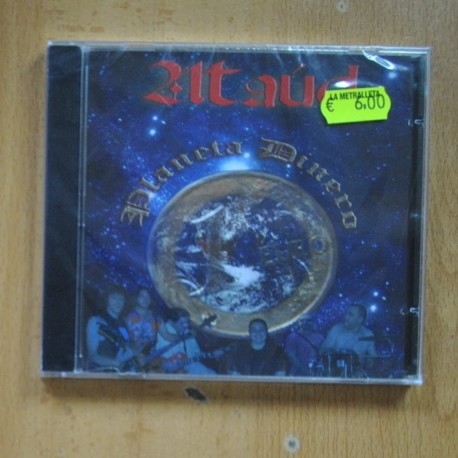 Ataúd
LA METRALLETA
€ 6,00
Planeta Dinero